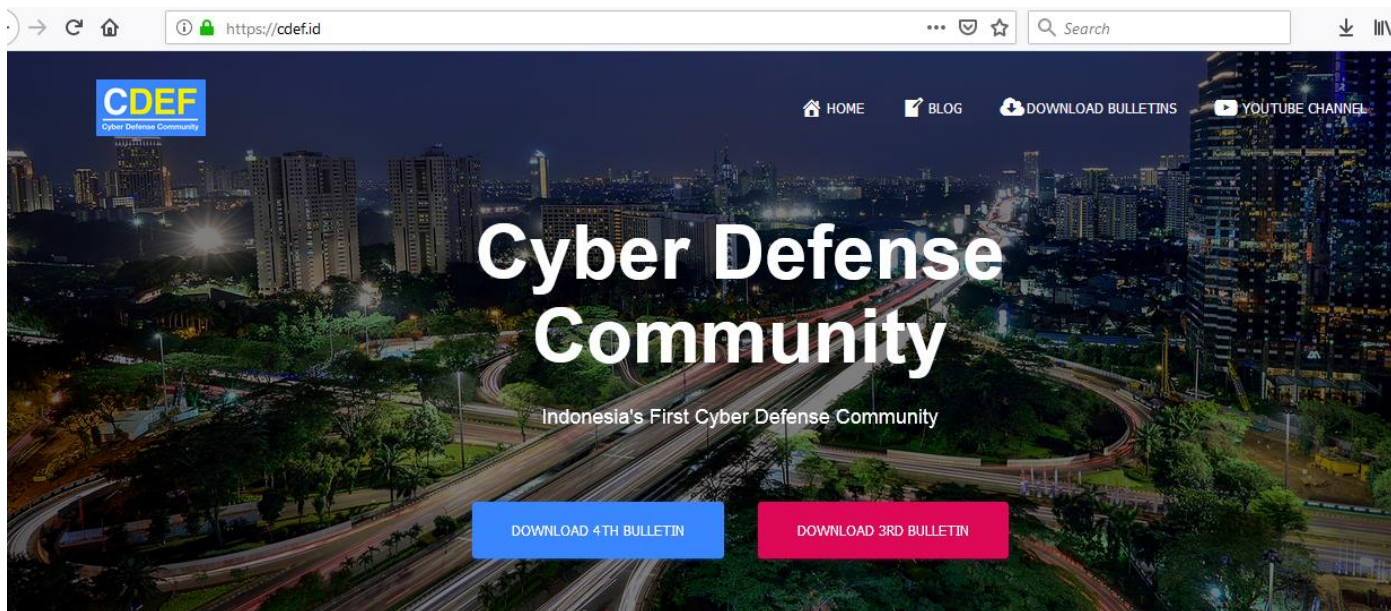 https://cdef.id
Search
CDEF
Cyber Defense Community
HOME
BLOG
DOWNLOAD BULLETINS
YOUTUBE CHANNEL
Cyber Defense
Community
Indonesia's First Cyber Defense Community
DOWNLOAD 4TH BULLETIN
DOWNLOAD 3RD BULLETIN